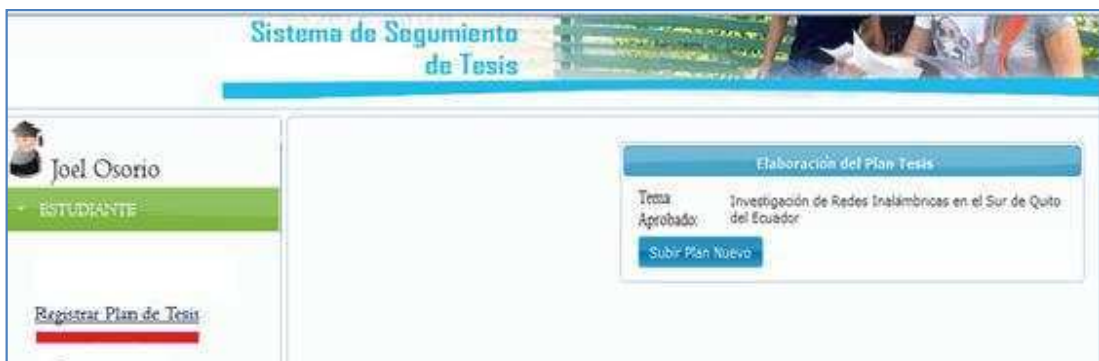 Sistema de Segumiento
de Tesis
Joel Osorio
ESTUDIANTE
Registrar Plan de Tesis
Elaboración del Plan Tesis
Tema
Aprobado:
Investigación de Redes Inalámbricas en el Sur de Quito
del Ecuador
Subir Plan Nuevo